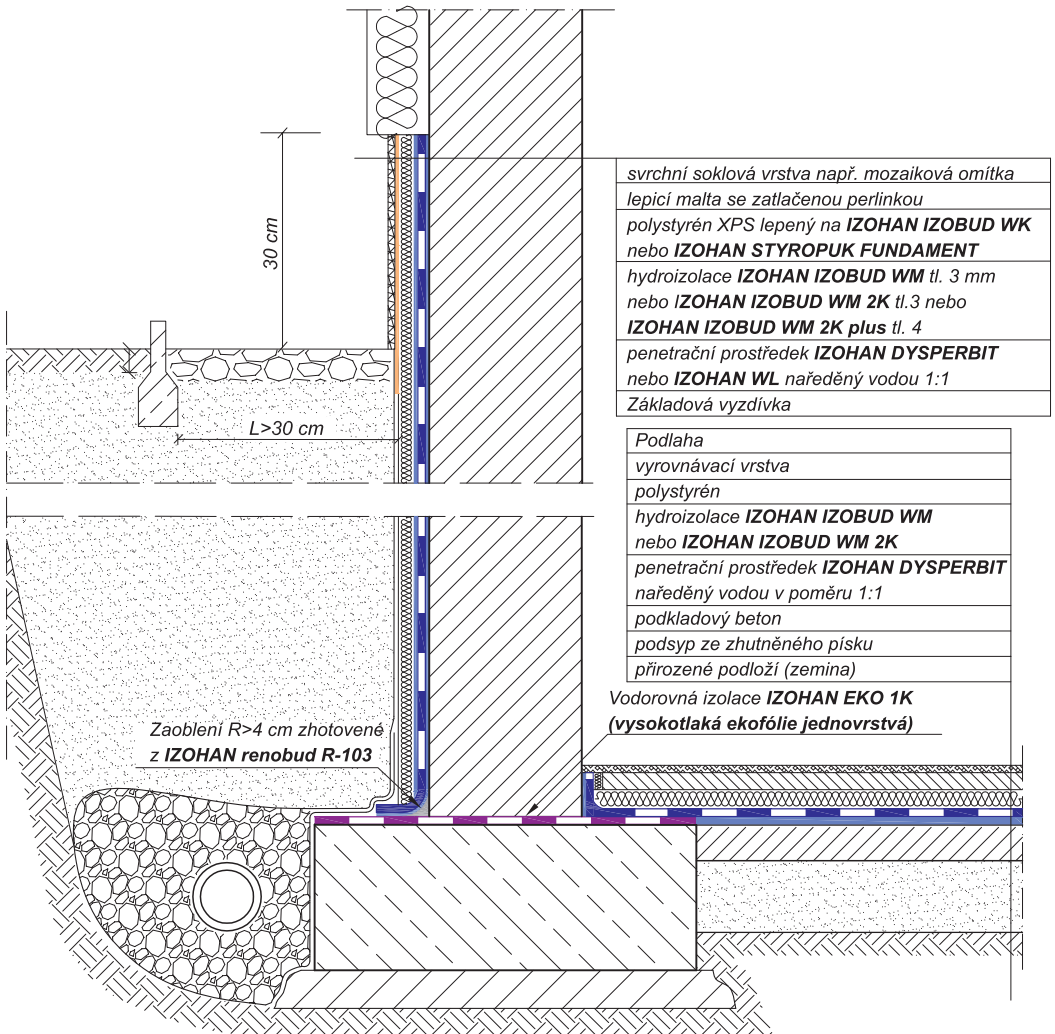 svrchní soklová vrstva např. mozaiková omítka
lepicí malta se zatlačenou perlinkou
polystyrén XPS lepený na IZOHAN IZOBUD WK
nebo IZOHAN STYROPUK FUNDAMENT
hydroizolace IZOHAN IZOBUD WM tl. 3 mm
nebo IZOHAN IZOBUD WM 2K tl.3 nebo
IZOHAN IZOBUD WM 2K plus tl. 4
penetrační prostředek IZOHAN DYSPERBIT
nebo IZOHAN WL naředěný vodou 1:1
Základová vyzdívka
30 cm
L>30 cm
Podlaha
vyrovnávací vrstva
polystyrén
hydroizolace IZOHAN IZOBUD WM
nebo IZOHAN IZOBUD WM 2K
penetrační prostředek IZOHAN DYSPERBIT
naředěný vodou v poměru 1:1
podkladový beton
podsyp ze zhutněného písku
přirozené podloží (zemina)
Vodorovná izolace IZOHAN EKO 1K
(vysokotlaká ekofólie jednovrstvá)
Zaoblení R>4 cm zhotovené
z IZOHAN renobud R-103